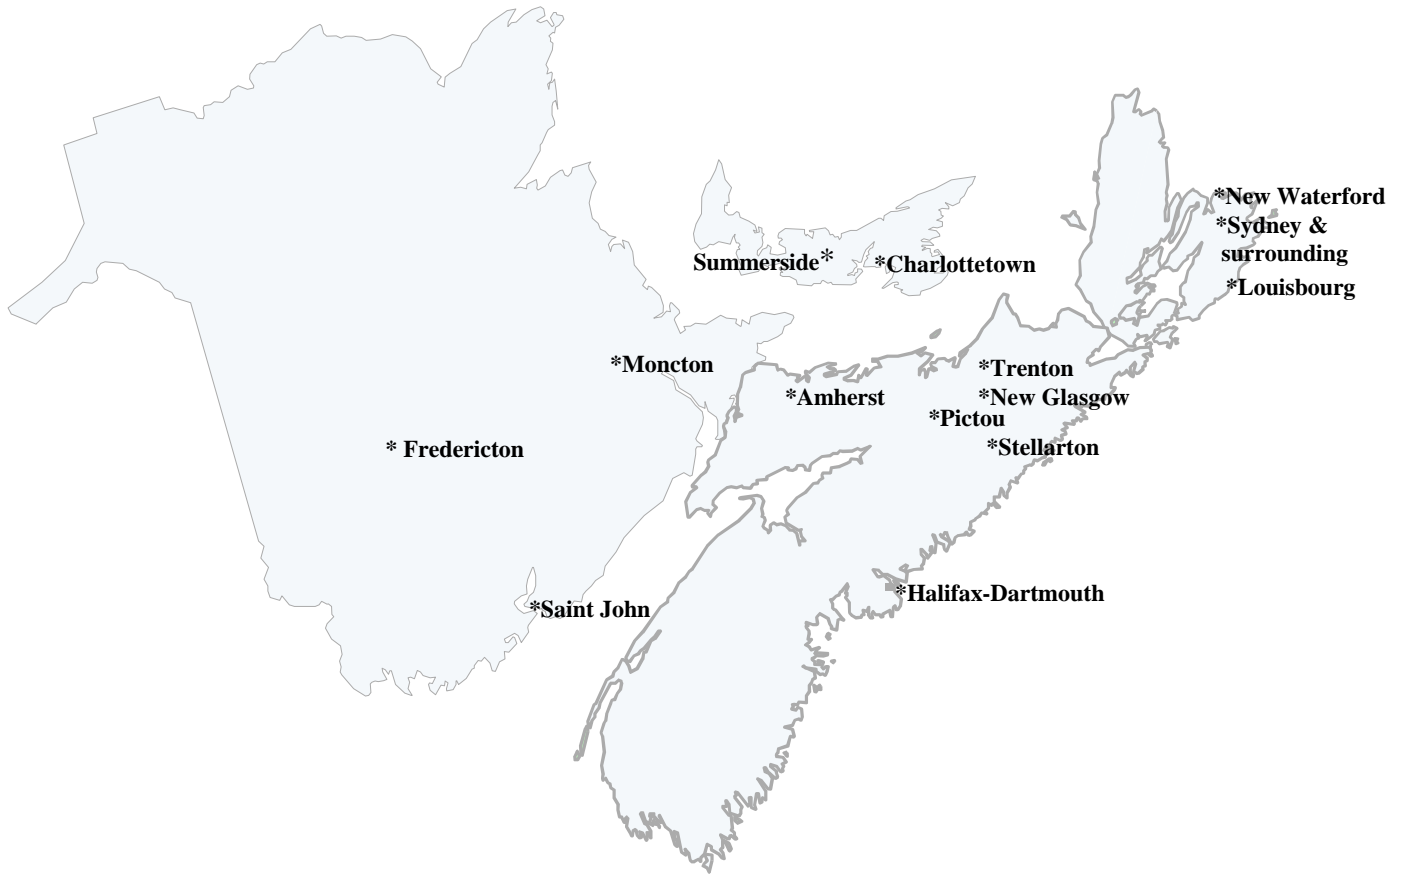 *New Waterford
*Sydney &
surrounding
Summerside*
*Charlottetown
*Louisbourg
*Moncton
*Trenton
*Amherst
*New Glasgow
*Pictou
* Fredericton
*Stellarton
*Halifax-Dartmouth
*Saint John